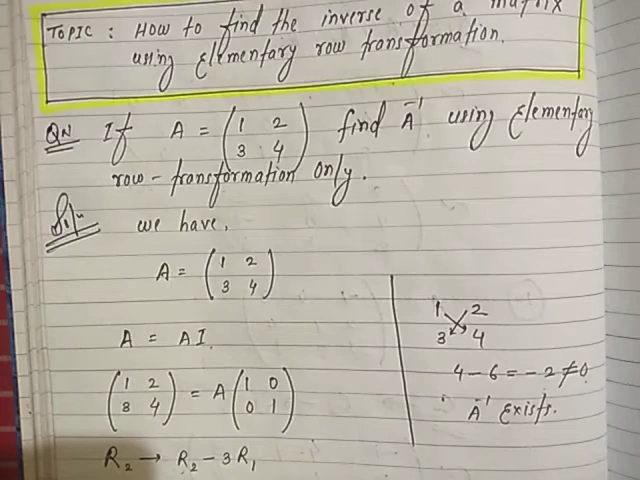 TOPIC : How to find the inverse of a matrix
using Elementary row transformation.
QN If A = (1 2
3 4) find A⁻¹ using Elementary
row-transformation only.
Sol:- we have,
A = (1 2
3 4)
A = AI.
(1 2
3 4) = A (1 0
0 1)
R₂ → R₂ - 3R₁
1 2
3 4
4 - 6 = -2 ≠ 0
A⁻¹ Exists.